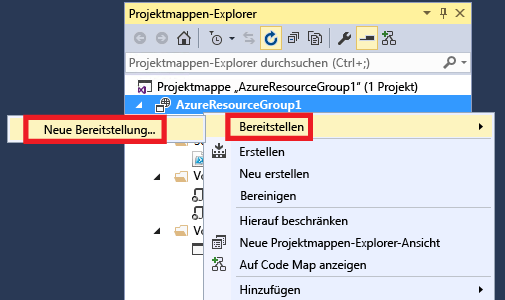 Projektmappen-Explorer
Projektmappen-Explorer durchsuchen (Ctrl+;)
Projektmappe „AzureResourceGroup1“ (1 Projekt)
AzureResourceGroup1
Neue Bereitstellung...
Bereitstellen
Erstellen
Neu erstellen
Bereinigen
Hierauf beschränken
Neue Projektmappen-Explorer-Ansicht
Auf Code Map anzeigen
Hinzufügen